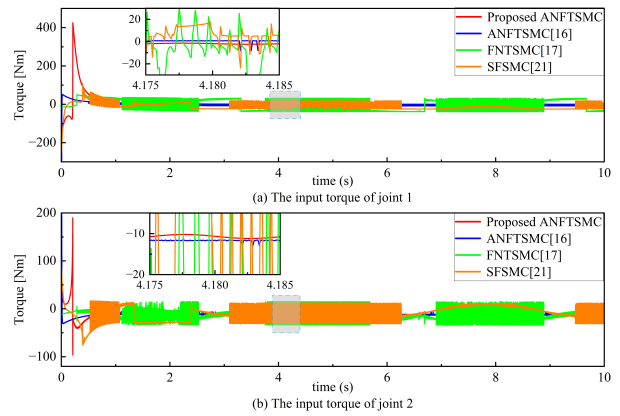 Proposed ANFTSMC
ANFTSMC[16]
FNTSMC[17]
SFSMC[21]
Torque [Nm]
400
200
0
-200
0
-20
20
4.175
4.180
4.185
0
2
4
6
8
10
time (s)
(a) The input torque of joint 1
Proposed ANFTSMC
ANFTSMC[16]
FNTSMC[17]
SFSMC[21]
Torque [Nm]
200
100
0
-100
-10
-20
4.175
4.180
4.185
0
2
4
6
8
10
time (s)
(b) The input torque of joint 2